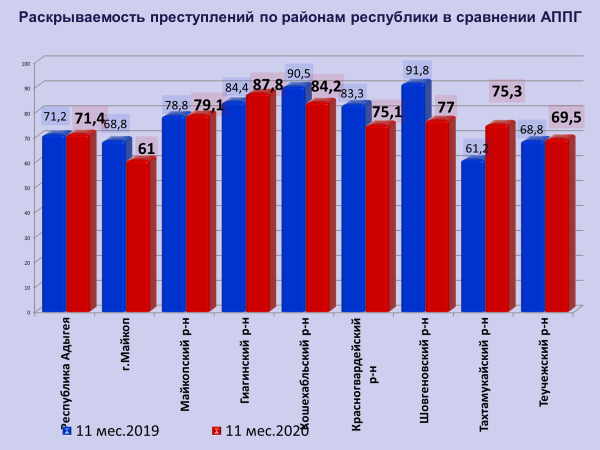 Раскрываемость преступлений по районам республики в сравнении АППГ
100
90
80
70
60
50
40
30
20
10
0
71,2
71,4
68,8
61
78,8
79,1
84,4
87,8
90,5
84,2
83,3
75,1
91,8
77
61,2
75,3
68,8
69,5
Республика Адыгея
г.Майкоп
Майкопский р-н
Гиагинский р-н
Кошехабльский р-н
Красногвардейский
р-н
Шовгеновский р-н
Тахтамукайский р-н
Теучежский р-н
11 мес.2019
11 мес.2020